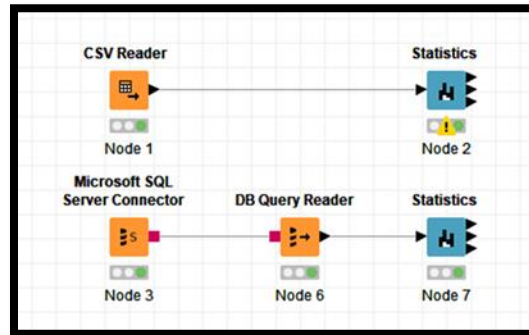 CSV Reader
Statistics
Node 1
Node 2
Microsoft SQL
Server Connector
DB Query Reader
Statistics
S
Node 3
Node 6
Node 7